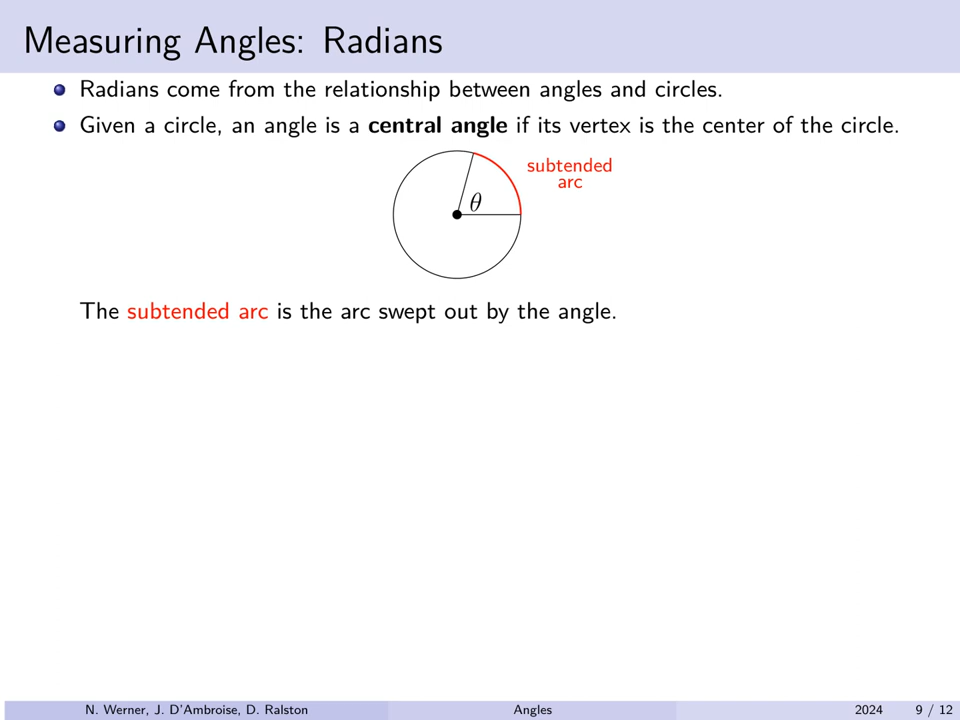 Measuring Angles: Radians
Radians come from the relationship between angles and circles.
Given a circle, an angle is a central angle if its vertex is the center of the circle.
subtended
arc
θ
The subtended arc is the arc swept out by the angle.
N. Werner, J. D'Ambroise, D. Ralston
Angles
2024
9 / 12